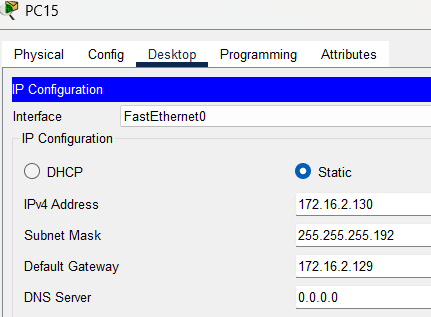 PC15
Physical Config Desktop Programming Attributes
IP Configuration
Interface FastEthernet0
IP Configuration
DHCP Static
IPv4 Address 172.16.2.130
Subnet Mask 255.255.255.192
Default Gateway 172.16.2.129
DNS Server 0.0.0.0